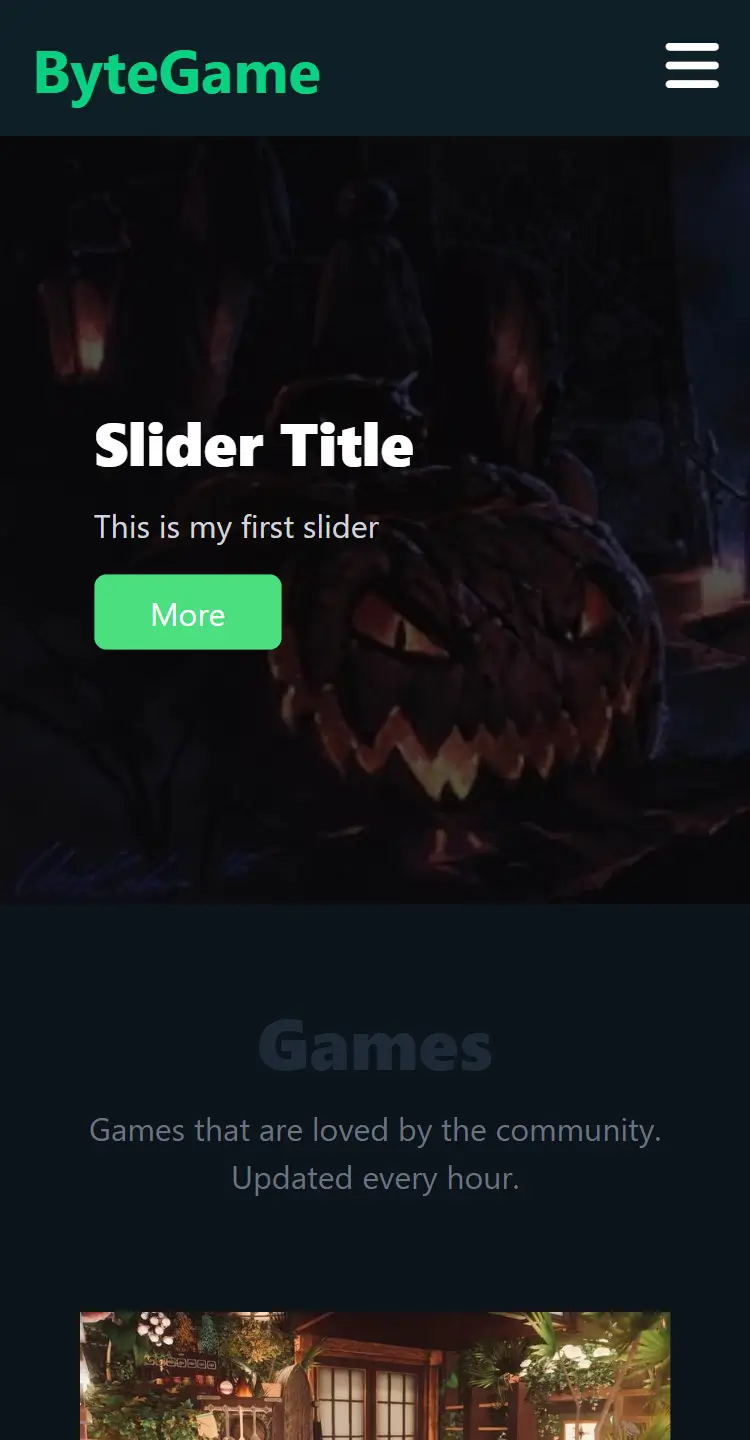 ByteGame
Slider Title
This is my first slider
More
Games
Games that are loved by the community.
Updated every hour.